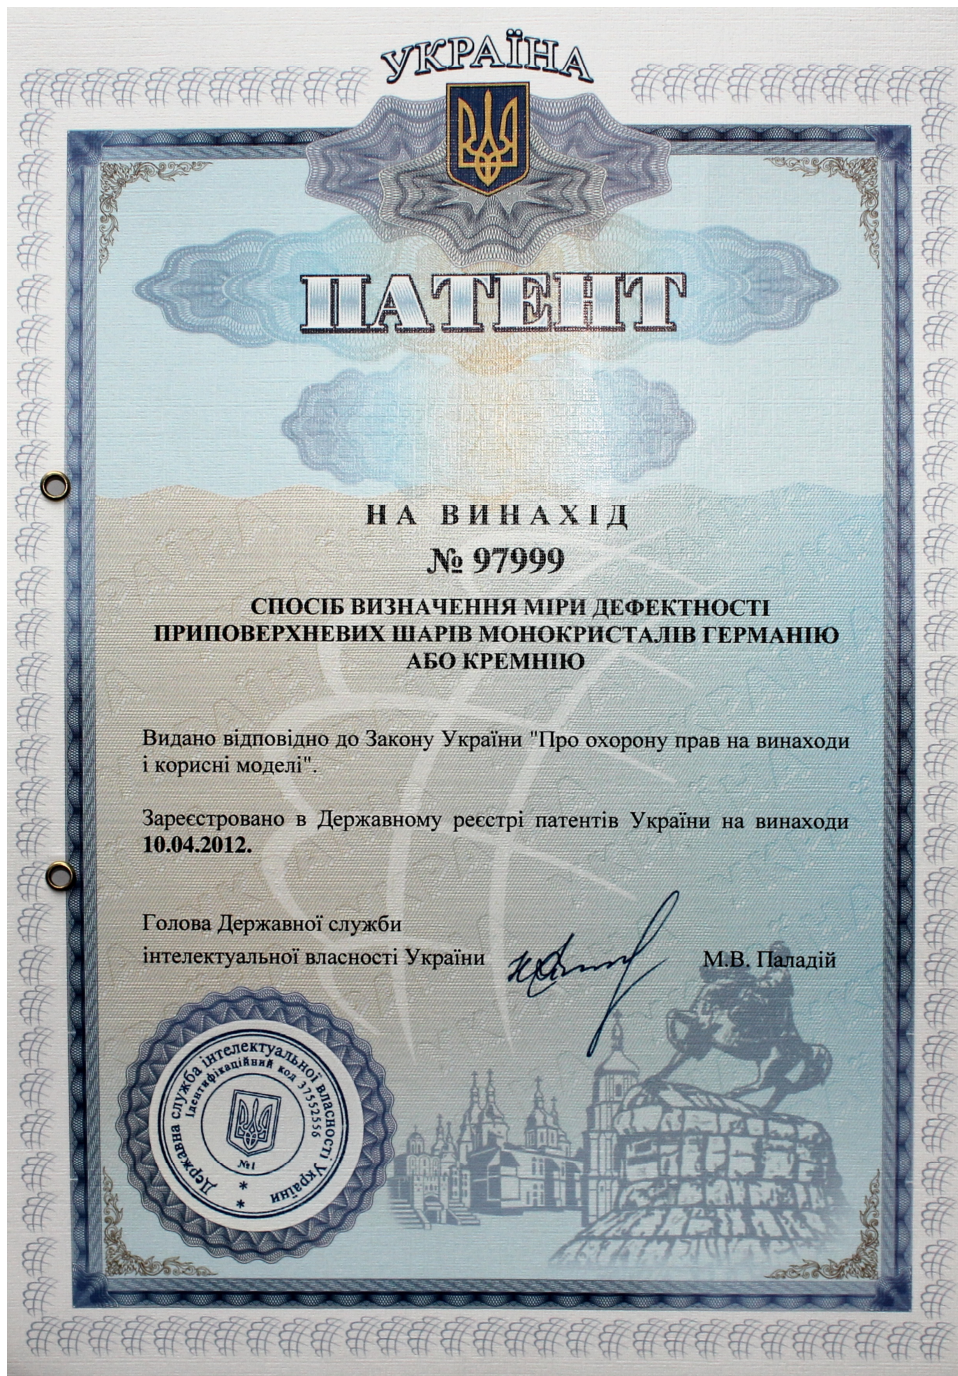 УКРАЇНА
ПАТЕНТ
НА ВИНАХІД
№ 97999
СПОСІБ ВИЗНАЧЕННЯ МІРИ ДЕФЕКТНОСТІ
ПРИПОВЕРХНЕВИХ ШАРІВ МОНОКРИСТАЛІВ ГЕРМАНІЮ
АБО КРЕМНІЮ
Видано відповідно до Закону України "Про охорону прав на винаходи
і корисні моделі".
Зареєстровано в Державному реєстрі патентів України на винаходи
10.04.2012.
Голова Державної служби
інтелектуальної власності України
М.В. Паладій
Державна служба інтелектуальної власності України
Ідентифікаційний код 37552556
№1
* *